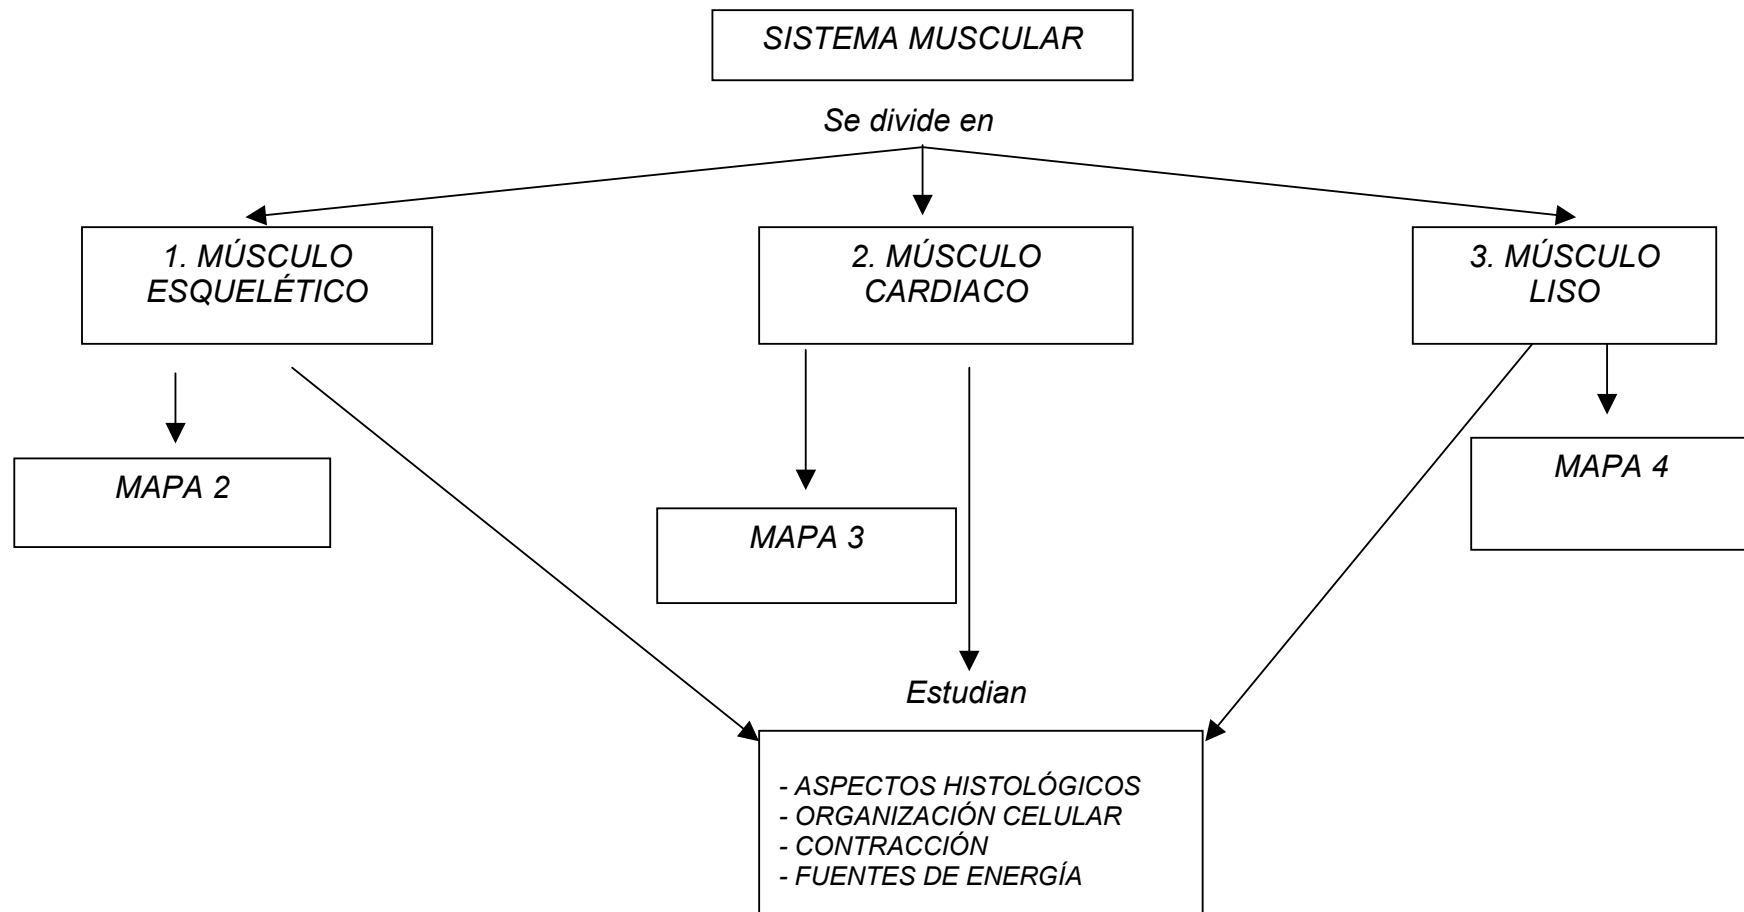 SISTEMA MUSCULAR
Se divide en
1. MÚSCULO
ESQUELÉTICO
2. MÚSCULO
CARDIACO
3. MÚSCULO
LISO
MAPA 2
MAPA 3
MAPA 4
Estudian
- ASPECTOS HISTOLÓGICOS
- ORGANIZACIÓN CELULAR
- CONTRACCIÓN
- FUENTES DE ENERGÍA